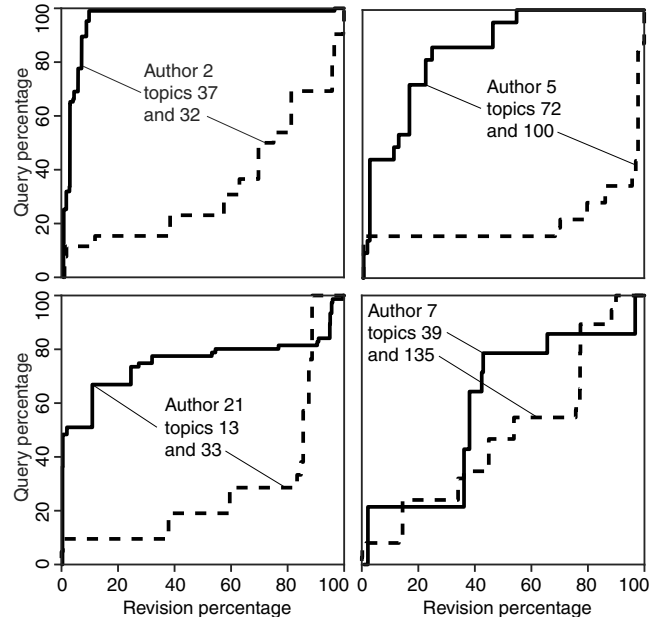 100
80
60
40
20
0
Query percentage
Author 2
topics 37
and 32
Author 5
topics 72
and 100
100
80
60
40
20
0
Query percentage
Author 21
topics 13
and 33
Author 7
topics 39
and 135
0 20 40 60 80 100
Revision percentage
0 20 40 60 80 100
Revision percentage